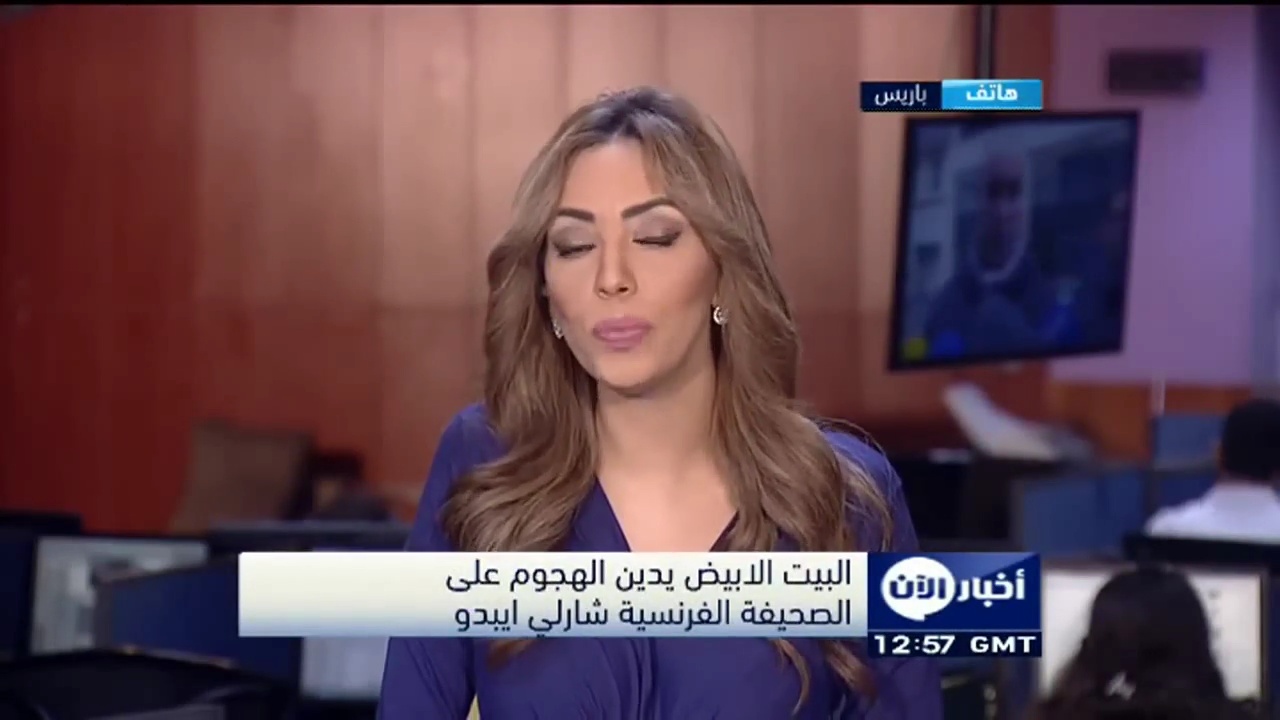 هاتف باريس
البيت الابيض يدين الهجوم على
الصحيفة الفرنسية شارلي ايبدو
أخبار الآن
12:57 GMT